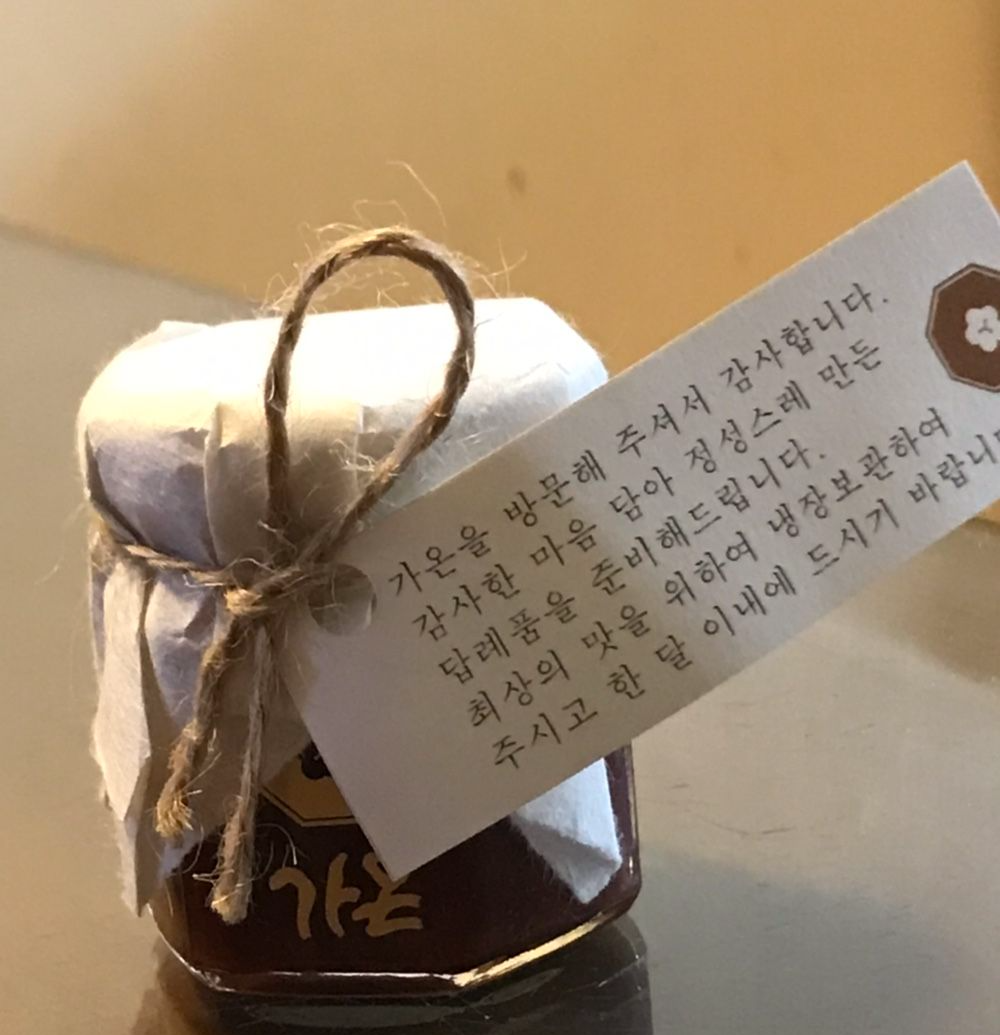 가온을 방문해 주셔서 감사합니다.
감사한 마음 담아 정성스레 만든
답례품을 준비해드립니다.
최상의 맛을 위하여 냉장보관하여
주시고 한 달 이내에 드시기 바랍니다